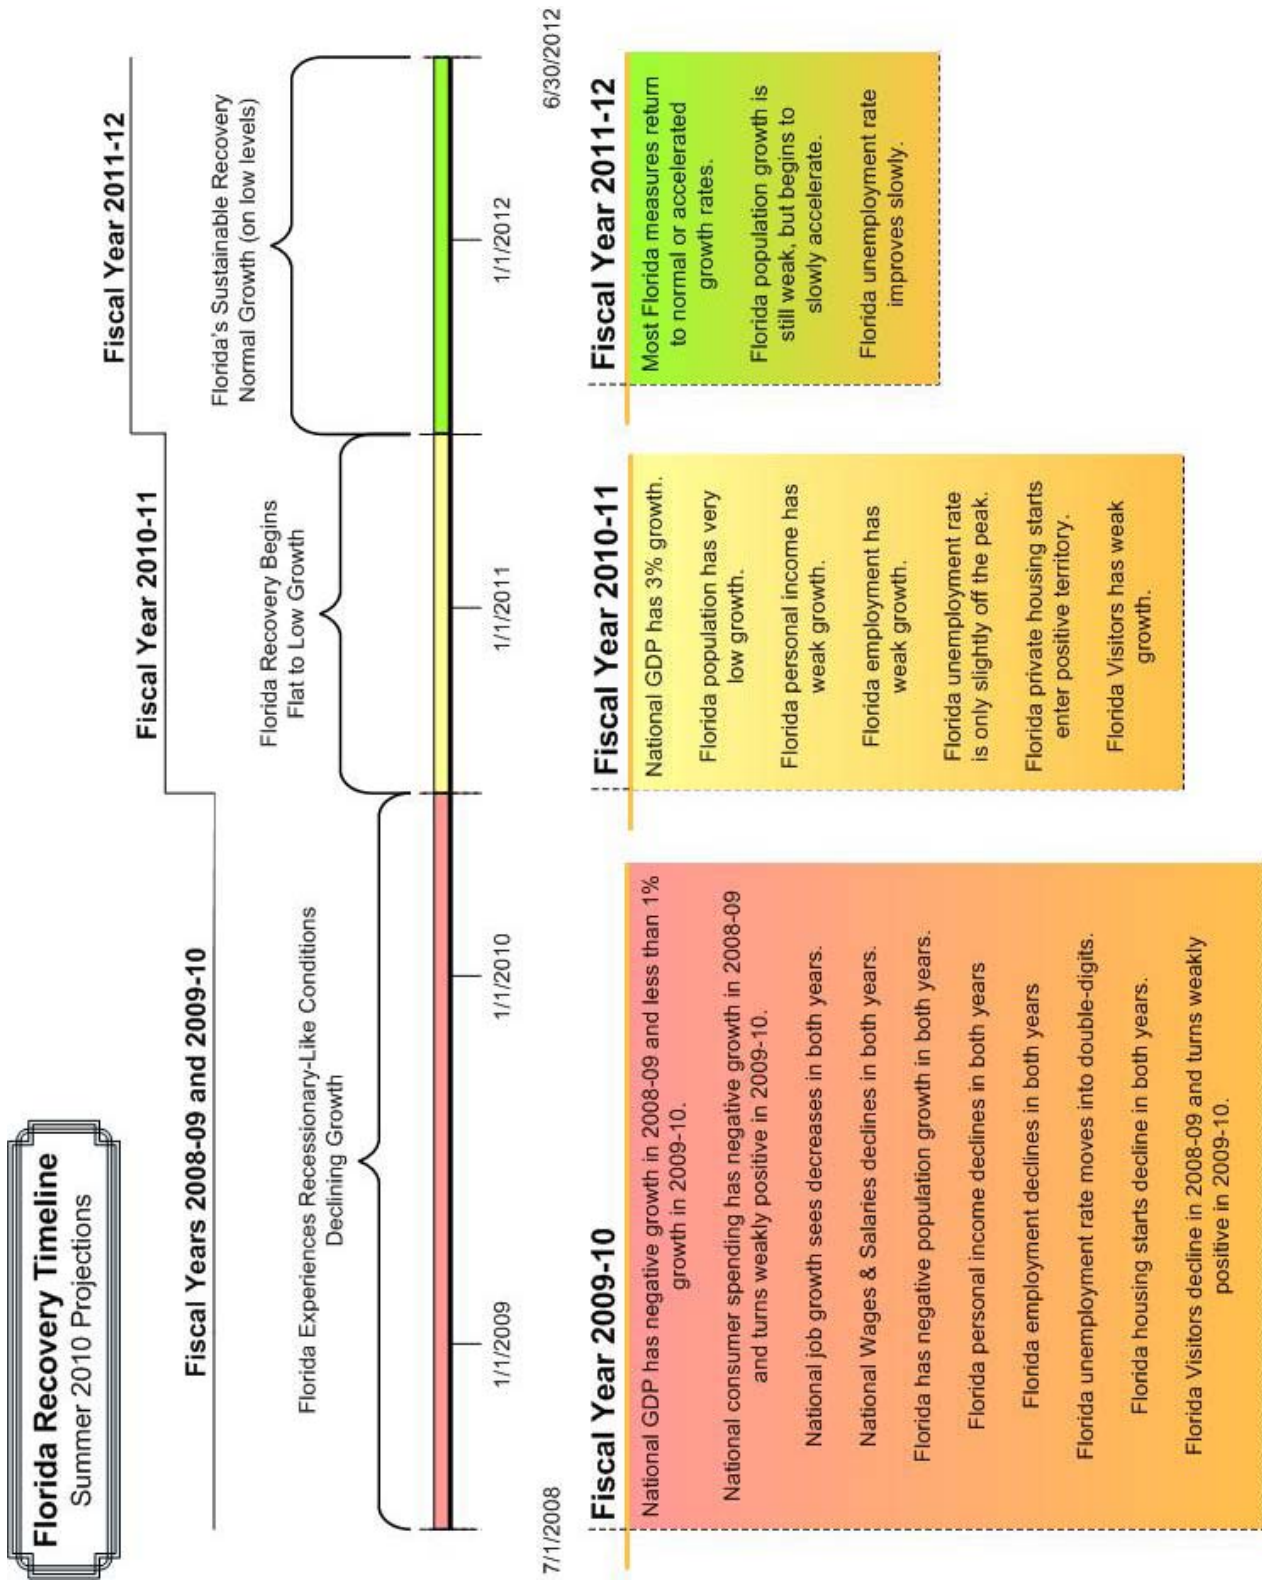 Florida Recovery Timeline
Summer 2010 Projections
Fiscal Years 2008-09 and 2009-10
Fiscal Year 2010-11
Fiscal Year 2011-12
Florida Experiences Recessionary-Like Conditions
Declining Growth
Florida Recovery Begins
Flat to Low Growth
Florida's Sustainable Recovery
Normal Growth (on low levels)
7/1/2008
1/1/2009
1/1/2010
1/1/2011
1/1/2012
6/30/2012
Fiscal Year 2009-10
National GDP has negative growth in 2008-09 and less than 1%
growth in 2009-10.
National consumer spending has negative growth in 2008-09
and turns weakly positive in 2009-10.
National job growth sees decreases in both years.
National Wages & Salaries declines in both years.
Florida has negative population growth in both years.
Florida personal income declines in both years
Florida employment declines in both years
Florida unemployment rate moves into double-digits.
Florida housing starts decline in both years.
Florida Visitors decline in 2008-09 and turns weakly
positive in 2009-10.
Fiscal Year 2010-11
National GDP has 3% growth.
Florida population has very
low growth.
Florida personal income has
weak growth.
Florida employment has
weak growth.
Florida unemployment rate
is only slightly off the peak.
Florida private housing starts
enter positive territory.
Florida Visitors has weak
growth.
Fiscal Year 2011-12
Most Florida measures return
to normal or accelerated
growth rates.
Florida population growth is
still weak, but begins to
slowly accelerate.
Florida unemployment rate
improves slowly.